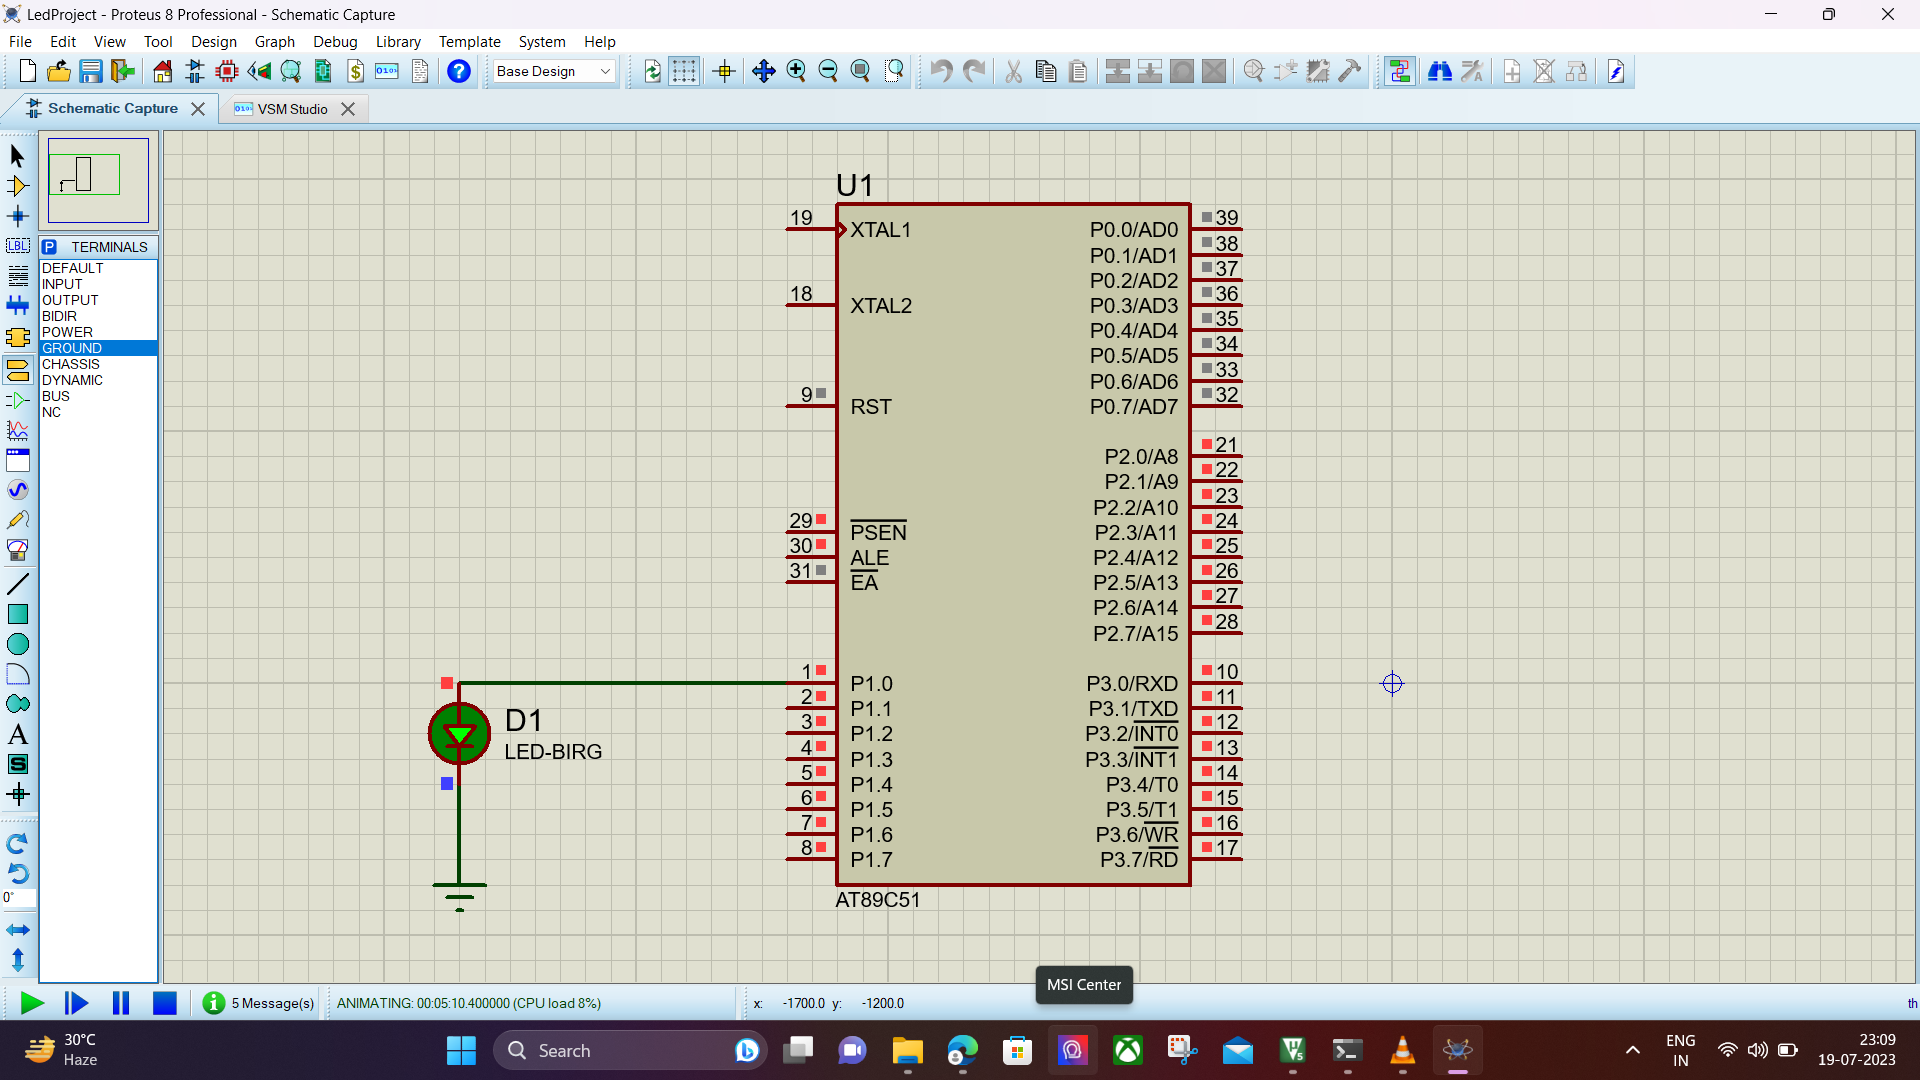 LedProject - Proteus 8 Professional - Schematic Capture
File Edit View Tool Design Graph Debug Library Template System Help
Base Design
Schematic Capture
VSM Studio
P TERMINALS
DEFAULT
INPUT
OUTPUT
BIDIR
POWER
GROUND
CHASSIS
DYNAMIC
BUS
NC
LBL
A
S
0°
U1
19 XTAL1
18 XTAL2
9 RST
29 PSEN
30 ALE
31 EA
1 P1.0
2 P1.1
3 P1.2
4 P1.3
5 P1.4
6 P1.5
7 P1.6
8 P1.7
P0.0/AD0 39
P0.1/AD1 38
P0.2/AD2 37
P0.3/AD3 36
P0.4/AD4 35
P0.5/AD5 34
P0.6/AD6 33
P0.7/AD7 32
P2.0/A8 21
P2.1/A9 22
P2.2/A10 23
P2.3/A11 24
P2.4/A12 25
P2.5/A13 26
P2.6/A14 27
P2.7/A15 28
P3.0/RXD 10
P3.1/TXD 11
P3.2/INT0 12
P3.3/INT1 13
P3.4/T0 14
P3.5/T1 15
P3.6/WR 16
P3.7/RD 17
AT89C51
D1
LED-BIRG
MSI Center
5 Message(s)
ANIMATING: 00:05:10.400000 (CPU load 8%)
x: -1700.0 y: -1200.0
th
30°C
Haze
Search
ENG
IN
23:09
19-07-2023